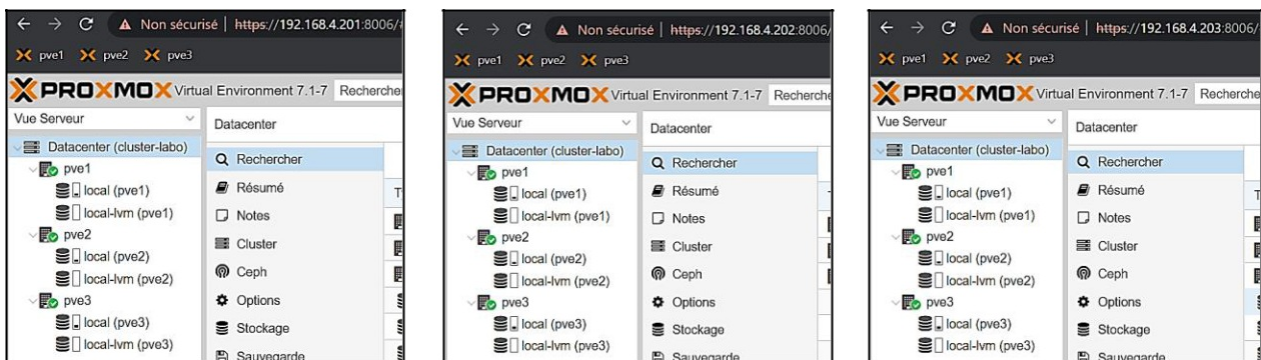 Non sécurisé | https://192.168.4.201:8006/
pve1 pve2 pve3
PROXMOX Virtual Environment 7.1-7 Recherche
Vue Serveur
Datacenter (cluster-labo)
pve1
local (pve1)
local-lvm (pve1)
pve2
local (pve2)
local-lvm (pve2)
pve3
local (pve3)
local-lvm (pve3)
Datacenter
Rechercher
Résumé
Notes
Cluster
Ceph
Options
Stockage
Sauvegarde
Non sécurisé | https://192.168.4.202:8006/
pve1 pve2 pve3
PROXMOX Virtual Environment 7.1-7 Recherche
Vue Serveur
Datacenter (cluster-labo)
pve1
local (pve1)
local-lvm (pve1)
pve2
local (pve2)
local-lvm (pve2)
pve3
local (pve3)
local-lvm (pve3)
Datacenter
Rechercher
Résumé
Notes
Cluster
Ceph
Options
Stockage
Sauvegarde
Non sécurisé | https://192.168.4.203:8006/
pve1 pve2 pve3
PROXMOX Virtual Environment 7.1-7 Recherche
Vue Serveur
Datacenter (cluster-labo)
pve1
local (pve1)
local-lvm (pve1)
pve2
local (pve2)
local-lvm (pve2)
pve3
local (pve3)
local-lvm (pve3)
Datacenter
Rechercher
Résumé
Notes
Cluster
Ceph
Options
Stockage
Sauvegarde